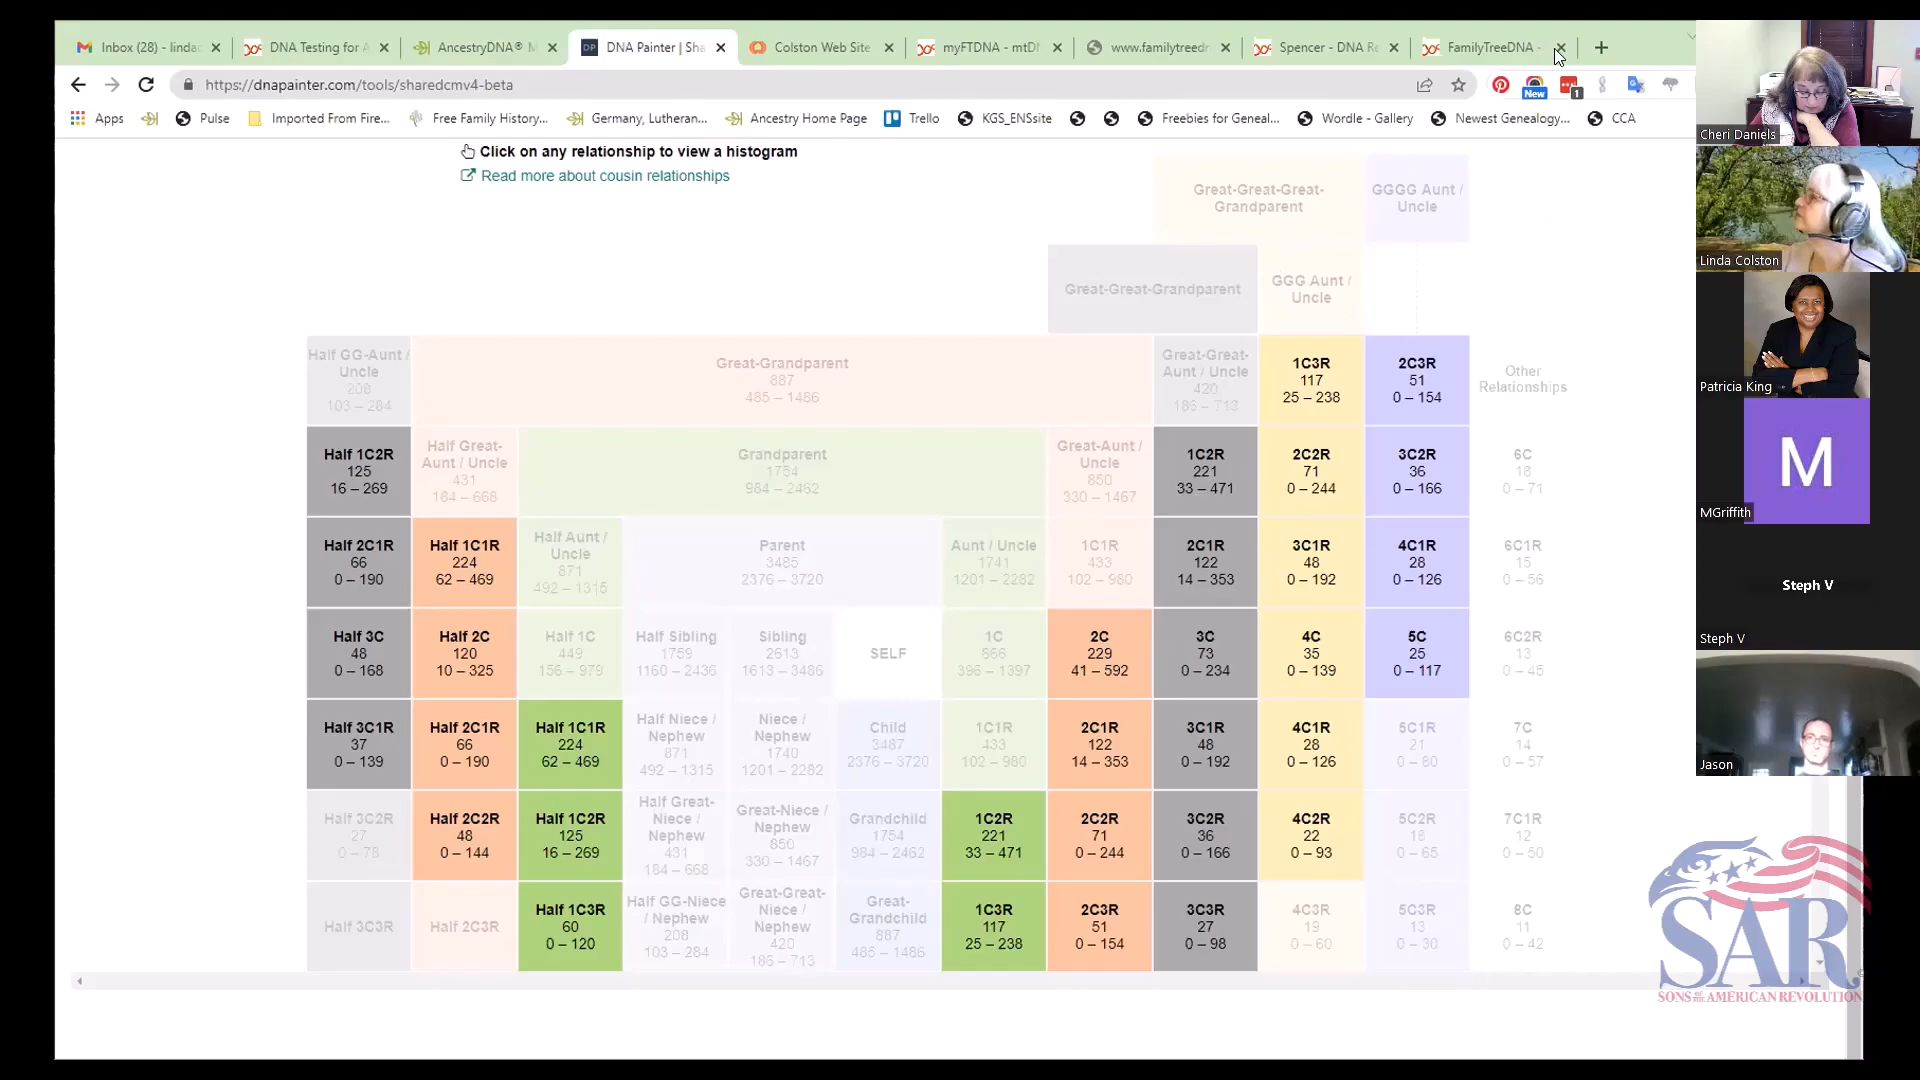 Inbox (28) - linda
DNA Testing for A
AncestryDNA® M
DP
DNA Painter | Sha
Colston Web Site
myFTDNA - mtD
www.familytreedn
Spencer - DNA Re
FamilyTreeDNA -
https://dnapainter.com/tools/sharedcmv4-beta
New
1
Apps
Pulse
Imported From Fire...
Free Family History...
Germany, Lutheran...
Ancestry Home Page
Trello
KGS_ENSsite
Freebies for Geneal...
Wordle - Gallery
Newest Genealogy...
CCA
Click on any relationship to view a histogram
Read more about cousin relationships
Great-Great-Great-
Grandparent
GGGG Aunt /
Uncle
Great-Great-Grandparent
GGG Aunt /
Uncle
Half GG-Aunt /
Uncle
208
103 – 284
Great-Grandparent
887
485 – 1486
Great-Great-
Aunt / Uncle
420
186 – 713
1C3R
117
25 – 238
2C3R
51
0 – 154
Other
Relationships
Half 1C2R
125
16 – 269
Half Great-
Aunt / Uncle
431
184 – 668
Grandparent
1754
984 – 2462
Great-Aunt /
Uncle
850
330 – 1467
1C2R
221
33 – 471
2C2R
71
0 – 244
3C2R
36
0 – 166
6C
18
0 – 71
Half 2C1R
66
0 – 190
Half 1C1R
224
62 – 469
Half Aunt /
Uncle
871
492 – 1315
Parent
3485
2376 – 3720
Aunt / Uncle
1741
1201 – 2282
1C1R
433
102 – 980
2C1R
122
14 – 353
3C1R
48
0 – 192
4C1R
28
0 – 126
6C1R
15
0 – 56
Half 3C
48
0 – 168
Half 2C
120
10 – 325
Half 1C
449
156 – 979
Half Sibling
1759
1160 – 2436
Sibling
2613
1613 – 3486
SELF
1C
866
396 – 1397
2C
229
41 – 592
3C
73
0 – 234
4C
35
0 – 139
5C
25
0 – 117
6C2R
13
0 – 45
Half 3C1R
37
0 – 139
Half 2C1R
66
0 – 190
Half 1C1R
224
62 – 469
Half Niece /
Nephew
871
492 – 1315
Niece /
Nephew
1740
1201 – 2282
Child
3487
2376 – 3720
1C1R
433
102 – 980
2C1R
122
14 – 353
3C1R
48
0 – 192
4C1R
28
0 – 126
5C1R
21
0 – 80
7C
14
0 – 57
Half 3C2R
27
0 – 78
Half 2C2R
48
0 – 144
Half 1C2R
125
16 – 269
Half Great-
Niece /
Nephew
431
184 – 668
Great-Niece /
Nephew
850
330 – 1467
Grandchild
1754
984 – 2462
1C2R
221
33 – 471
2C2R
71
0 – 244
3C2R
36
0 – 166
4C2R
22
0 – 93
5C2R
18
0 – 65
7C1R
12
0 – 50
Half 3C3R
Half 2C3R
Half 1C3R
60
0 – 120
Half GG-Niece
/ Nephew
208
103 – 284
Great-Great-
Niece /
Nephew
420
186 – 713
Great-
Grandchild
887
485 – 1486
1C3R
117
25 – 238
2C3R
51
0 – 154
3C3R
27
0 – 98
4C3R
19
0 – 60
5C3R
13
0 – 30
8C
11
0 – 42
Cheri Daniels
Linda Colston
Patricia King
M
MGriffith
Steph V
Steph V
Jason
SAR
SONS OF THE AMERICAN REVOLUTION